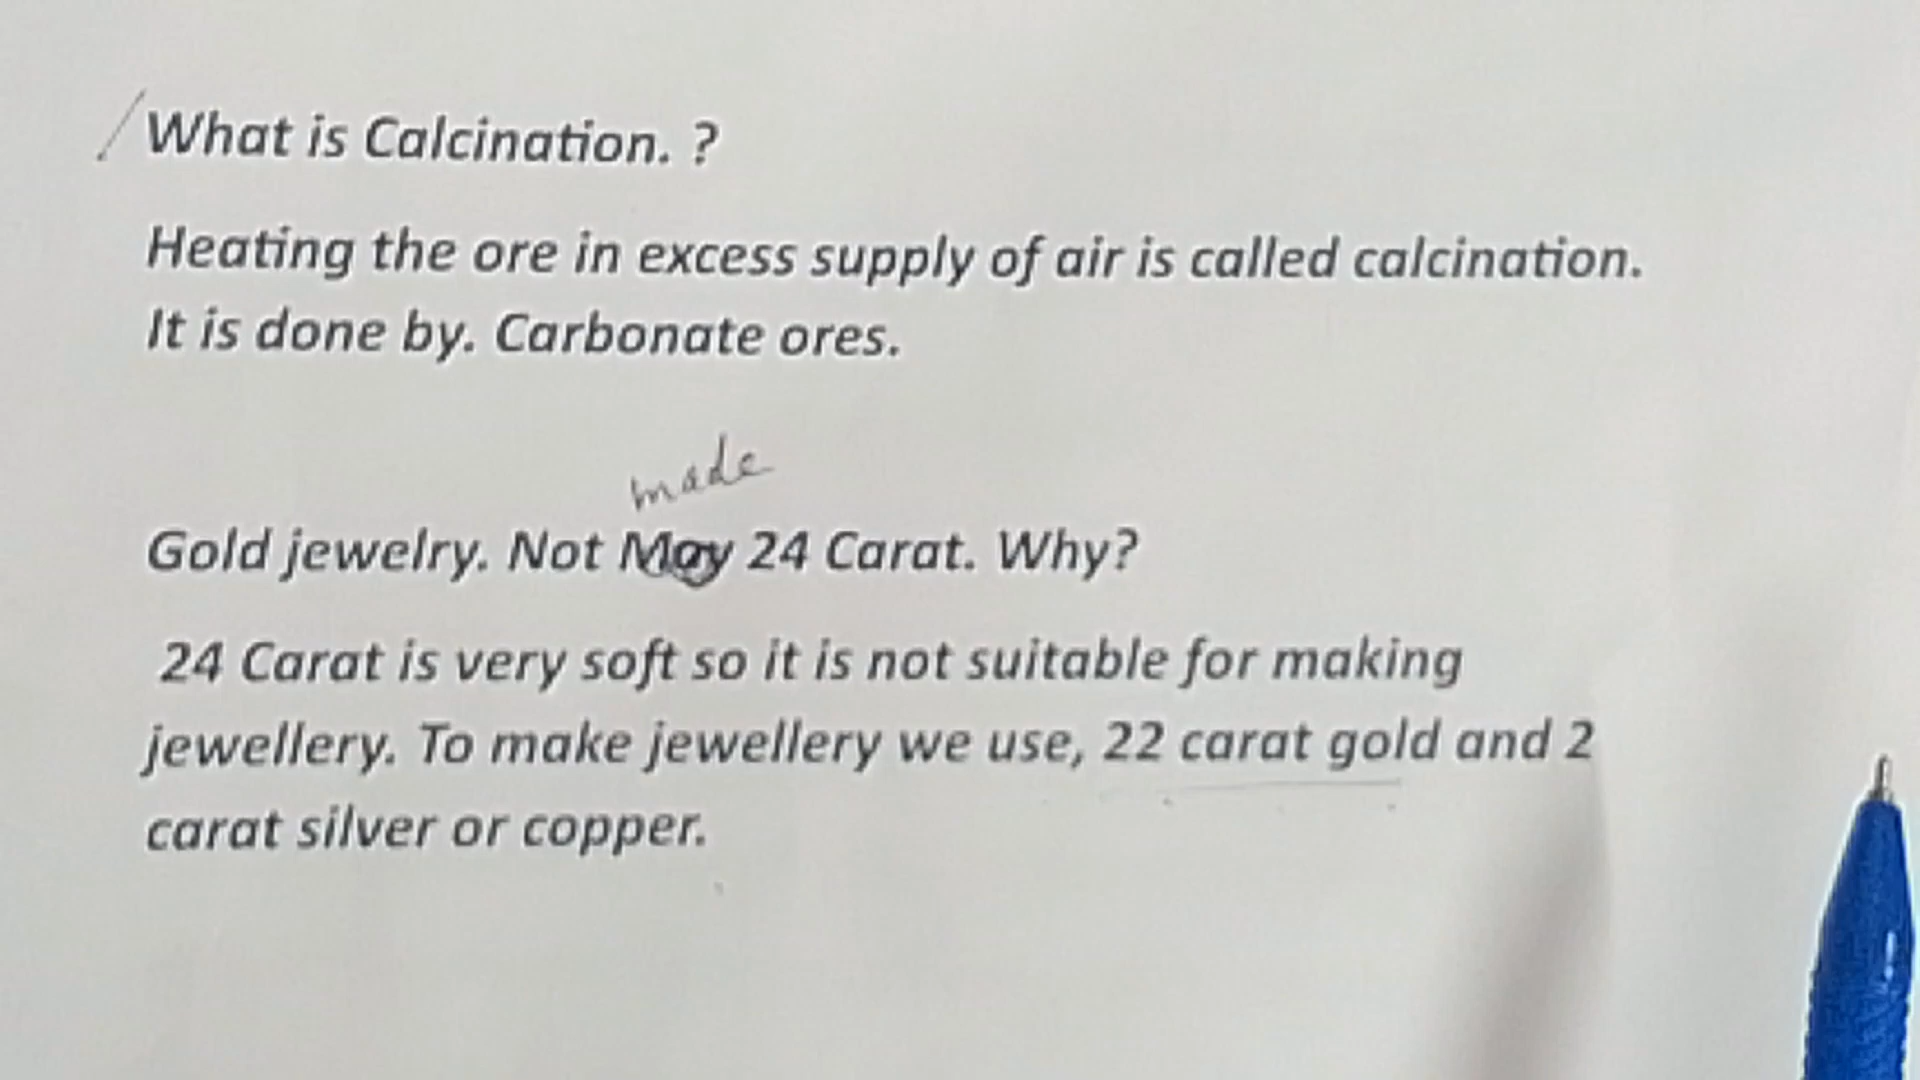 What is Calcination. ?
Heating the ore in excess supply of air is called calcination.
It is done by. Carbonate ores.
made
Gold jewelry. Not May 24 Carat. Why?
24 Carat is very soft so it is not suitable for making
jewellery. To make jewellery we use, 22 carat gold and 2
carat silver or copper.